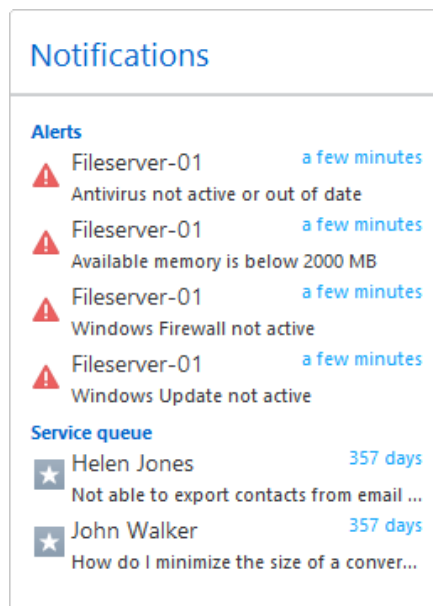 Notifications
Alerts
Fileserver-01 a few minutes
Antivirus not active or out of date
Fileserver-01 a few minutes
Available memory is below 2000 MB
Fileserver-01 a few minutes
Windows Firewall not active
Fileserver-01 a few minutes
Windows Update not active
Service queue
Helen Jones 357 days
Not able to export contacts from email ...
John Walker 357 days
How do I minimize the size of a conver...